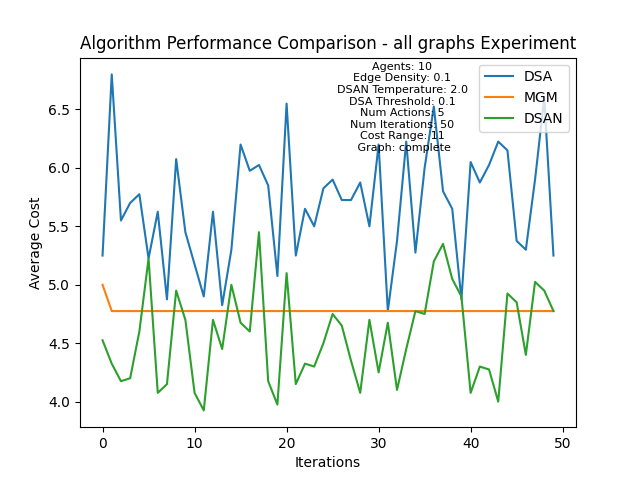 Algorithm Performance Comparison - all graphs Experiment
Agents: 10
Edge Density: 0.1
DSAN Temperature: 2.0
DSA Threshold: 0.1
Num Actions: 5
Num Iterations: 50
Cost Range: 11
Graph: complete
DSA
MGM
DSAN
Average Cost
6.5
6.0
5.5
5.0
4.5
4.0
0
10
20
30
40
50
Iterations